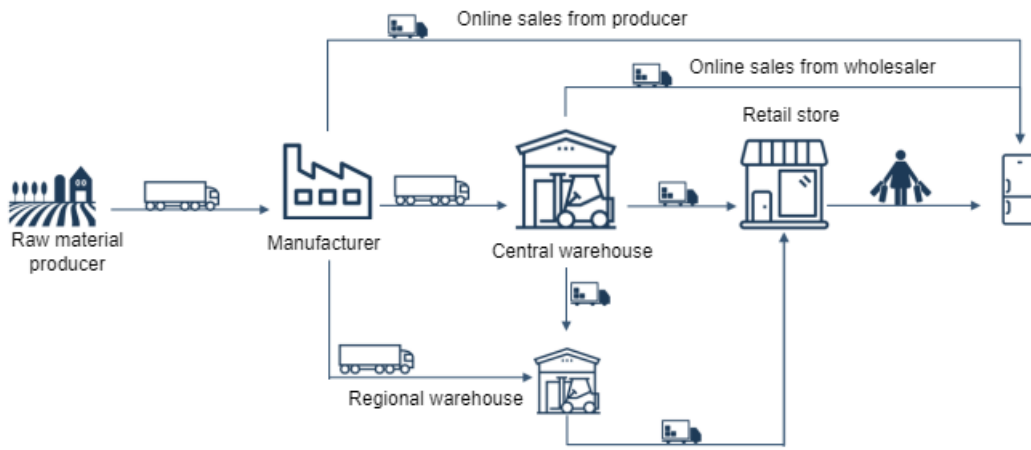 Online sales from producer
Online sales from wholesaler
Retail store
Raw material
producer
Manufacturer
Central warehouse
Regional warehouse